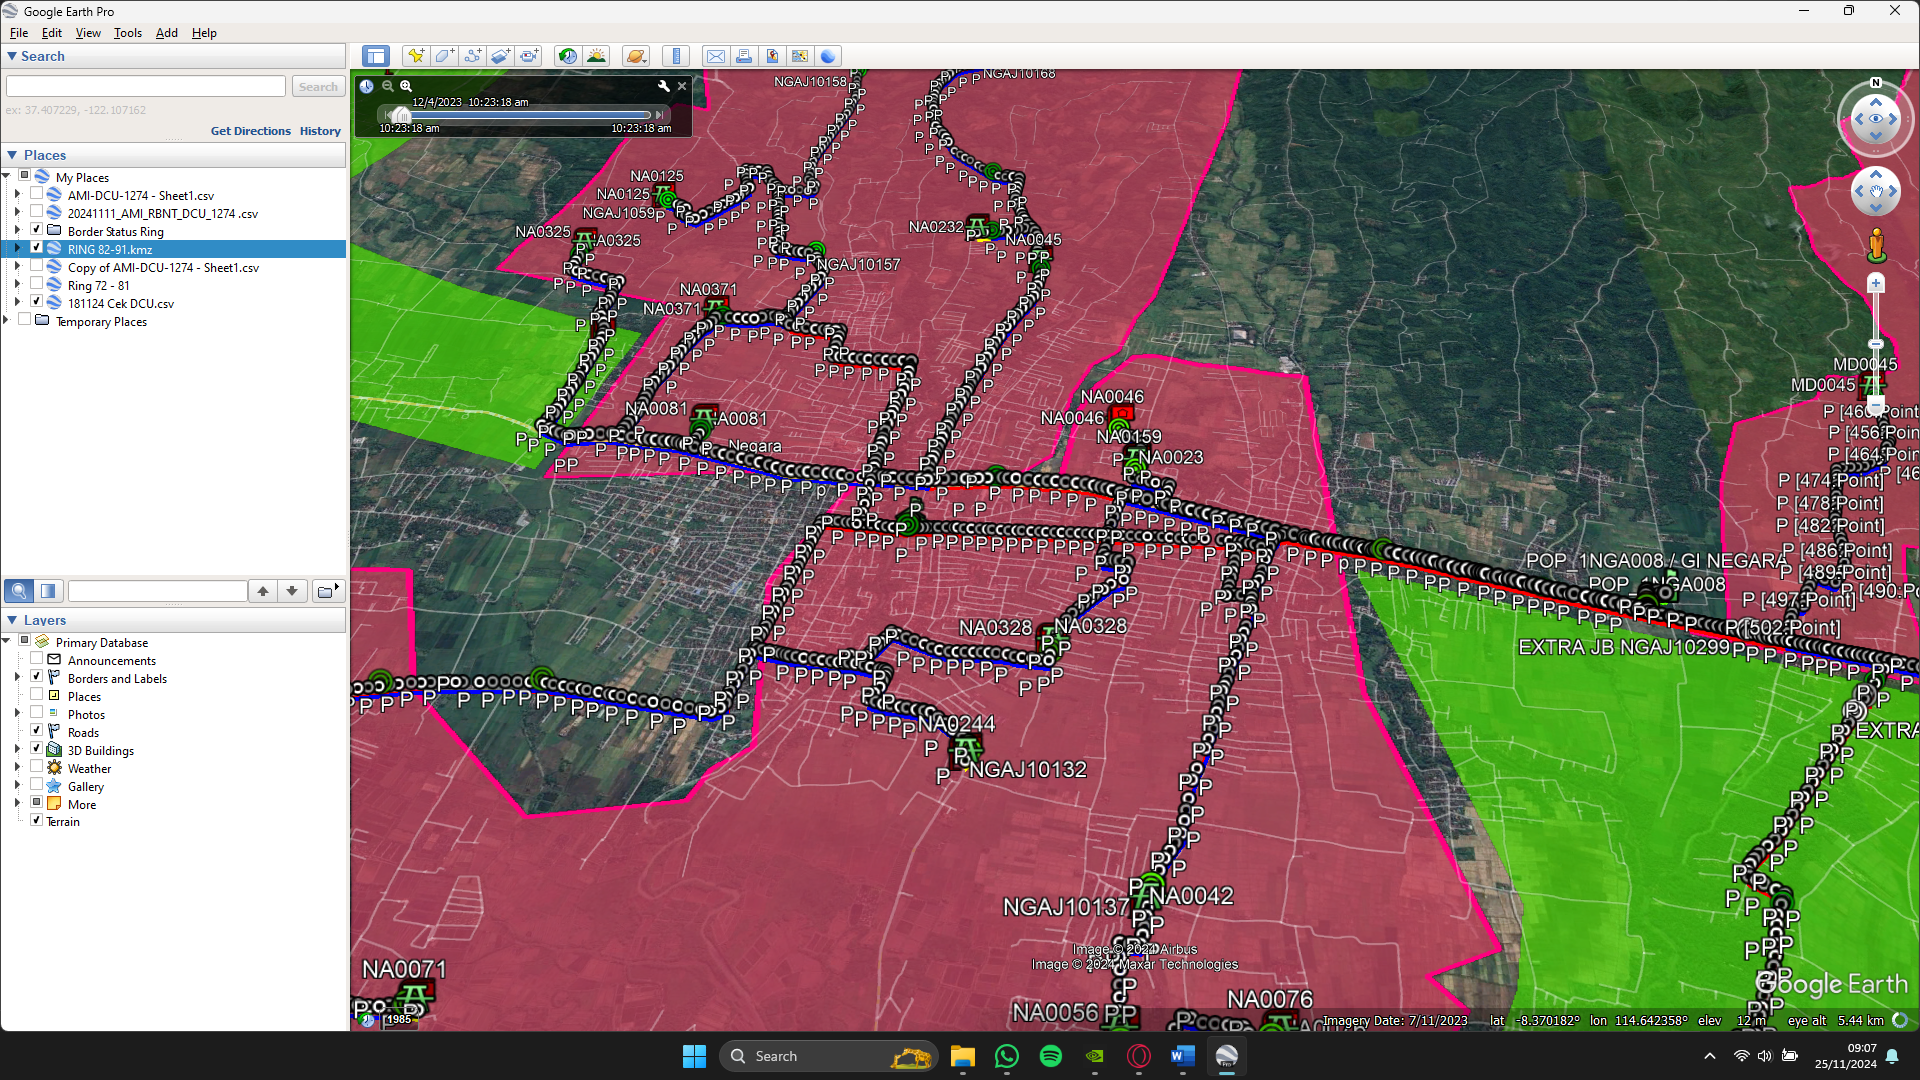 Google Earth Pro
File Edit View Tools Add Help
Search
Search
ex: 37.407229, -122.107162
Get Directions History
Places
My Places
AMI-DCU-1274 - Sheet1.csv
20241111_AMI_RBNT_DCU_1274 .csv
Border Status Ring
RING 82-91.kmz
Copy of AMI-DCU-1274 - Sheet1.csv
Ring 72 - 81
181124 Cek DCU.csv
Temporary Places
Layers
Primary Database
Announcements
Borders and Labels
Places
Photos
Roads
3D Buildings
Weather
Gallery
More
Terrain
12/4/2023 10:23:18 am
10:23:18 am 10:23:18 am
N
NGAJ10158
NGAJ10168
NA0125
NA0125
NGAJ1059
NA0325
A0325
NA0232
NA0045
NGAJ10157
NA0371
NA0371
NA0081
A0081
Negara
NA0046
NA0046
NA0159
NA0023
MD0045
MD0045
P [460.Point
P [456.Point
P [464.Point
P [474.Point]
P [478.Point]
P [482.Point]
P [486.Point]
P [489.Point]
P [490.Po
P [497.Point]
P [502.Point]
POP_1NGA008 / GI NEGARA
POP_1NGA008
EXTRA JB NGAJ10299
EXTRA
NA0328
NA0328
NA0244
NGAJ10132
NGAJ10137
NA0042
NA0071
NA0056
NA0076
Image © 2024 Airbus
Image © 2024 Maxar Technologies
Google Earth
1985
Imagery Date: 7/11/2023 lat -8.370182° lon 114.642358° elev 12 m eye alt 5.44 km
Search
09:07
25/11/2024